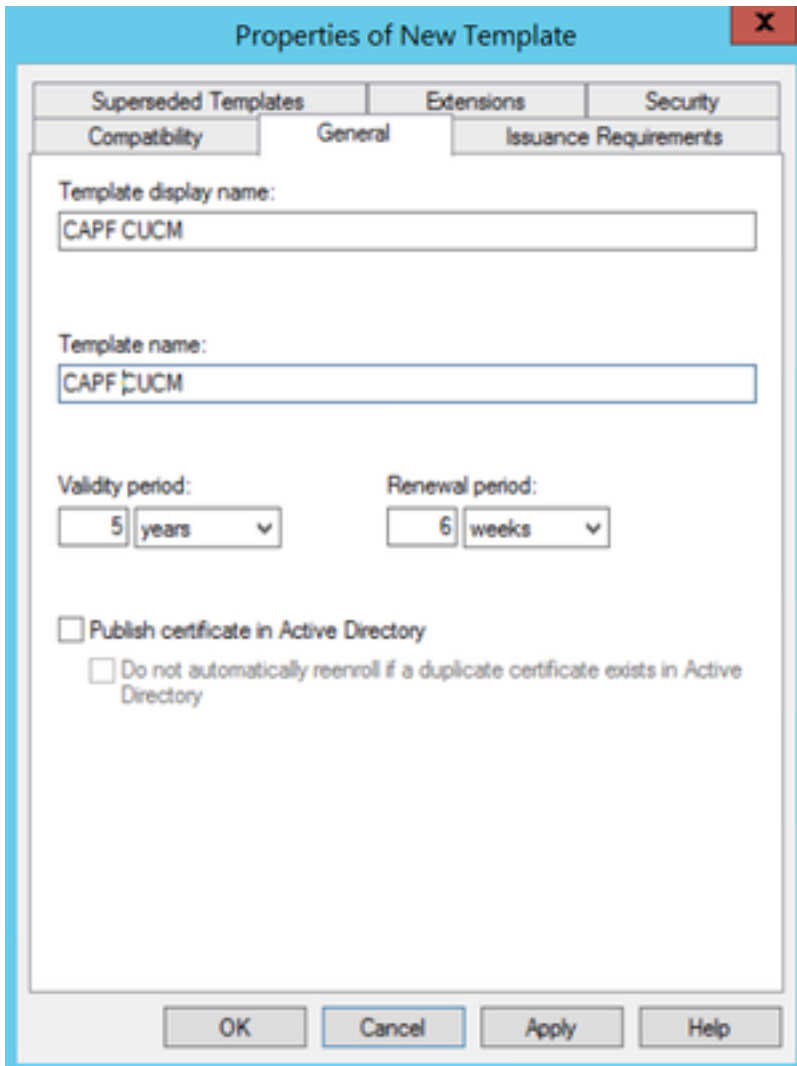 Properties of New Template
x
Superseded Templates Extensions Security
Compatibility General Issuance Requirements
Template display name:
CAPF CUCM
Template name:
CAPF CUCM
Validity period: Renewal period:
5 years 6 weeks
Publish certificate in Active Directory
Do not automatically reenroll if a duplicate certificate exists in Active
Directory
OK Cancel Apply Help